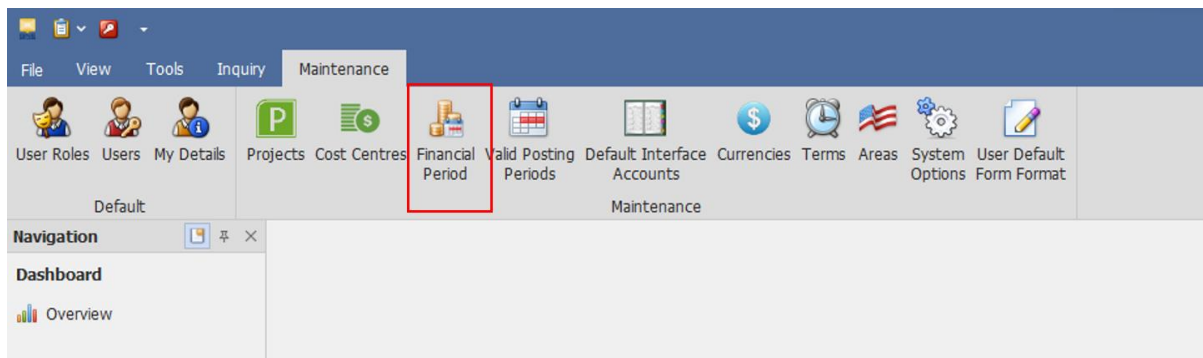 File View Tools Inquiry Maintenance
User Roles Users My Details Projects Cost Centres Financial Period Valid Posting Periods Default Interface Accounts Currencies Terms Areas System Options User Default Form Format
Default Maintenance
Navigation
Dashboard
Overview